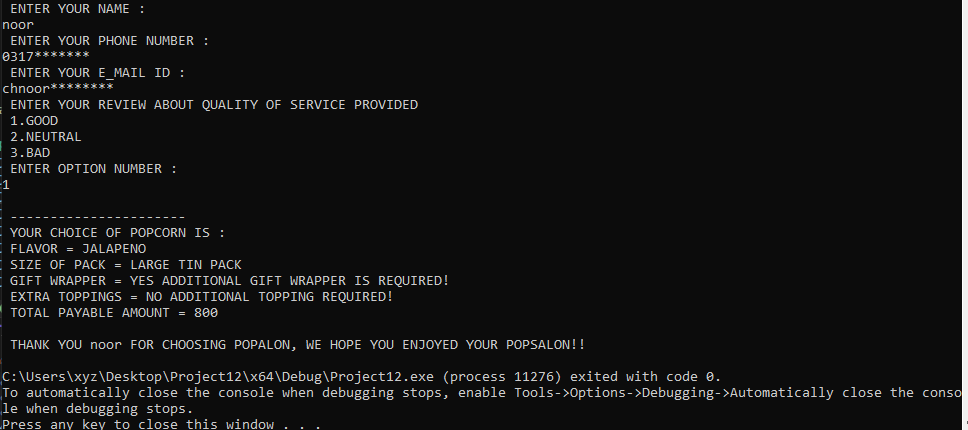 ENTER YOUR NAME :
noor
ENTER YOUR PHONE NUMBER :
0317*******
ENTER YOUR E_MAIL ID :
chnoor********
ENTER YOUR REVIEW ABOUT QUALITY OF SERVICE PROVIDED
1.GOOD
2.NEUTRAL
3.BAD
ENTER OPTION NUMBER :
1
----------------------
YOUR CHOICE OF POPCORN IS :
FLAVOR = JALAPENO
SIZE OF PACK = LARGE TIN PACK
GIFT WRAPPER = YES ADDITIONAL GIFT WRAPPER IS REQUIRED!
EXTRA TOPPINGS = NO ADDITIONAL TOPPING REQUIRED!
TOTAL PAYABLE AMOUNT = 800
THANK YOU noor FOR CHOOSING POPALON, WE HOPE YOU ENJOYED YOUR POPSALON!!
C:\Users\xyz\Desktop\Project12\x64\Debug\Project12.exe (process 11276) exited with code 0.
To automatically close the console when debugging stops, enable Tools->Options->Debugging->Automatically close the conso
le when debugging stops.
Press any key to close this window . . .